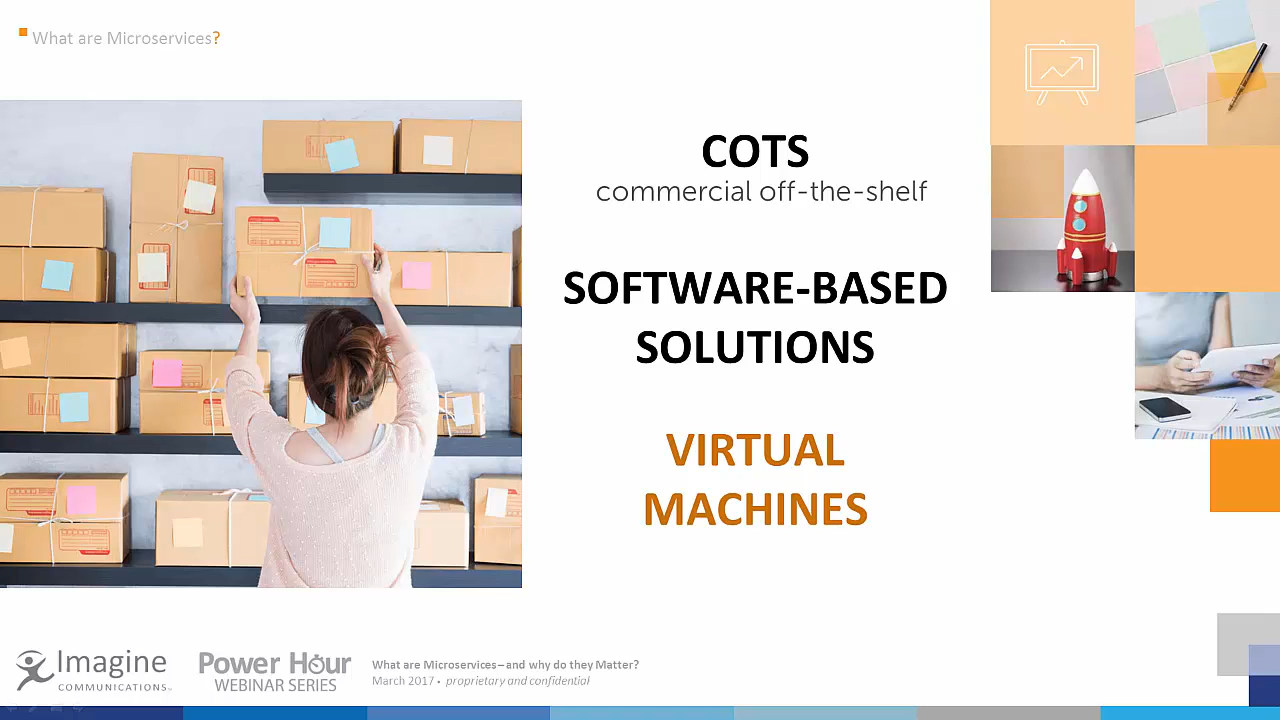 What are Microservices?
COTS
commercial off-the-shelf
SOFTWARE-BASED
SOLUTIONS
VIRTUAL
MACHINES
Imagine
COMMUNICATIONS
Power Hour
WEBINAR SERIES
What are Microservices–and why do they Matter?
March 2017 • proprietary and confidential